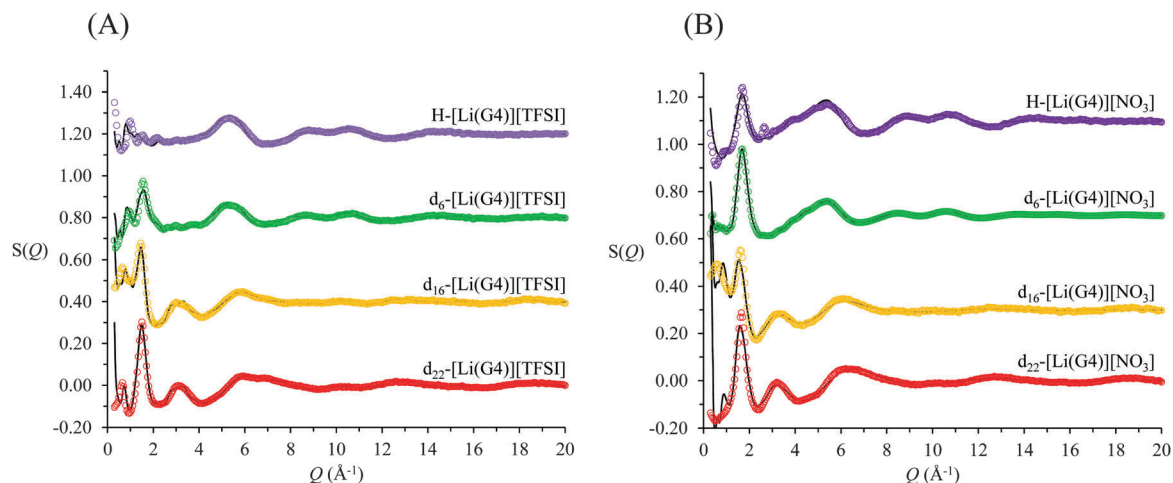 (A)
1.40
1.20
1.00
0.80
0.60
0.40
0.20
0.00
-0.20
S(Q)
H-[Li(G4)][TFSI]
d6-[Li(G4)][TFSI]
d16-[Li(G4)][TFSI]
d22-[Li(G4)][TFSI]
0 2 4 6 8 10 12 14 16 18 20
Q (Å-1)
(B)
1.20
1.00
0.80
0.60
0.40
0.20
0.00
-0.20
S(Q)
H-[Li(G4)][NO3]
d6-[Li(G4)][NO3]
d16-[Li(G4)][NO3]
d22-[Li(G4)][NO3]
0 2 4 6 8 10 12 14 16 18 20
Q (Å-1)